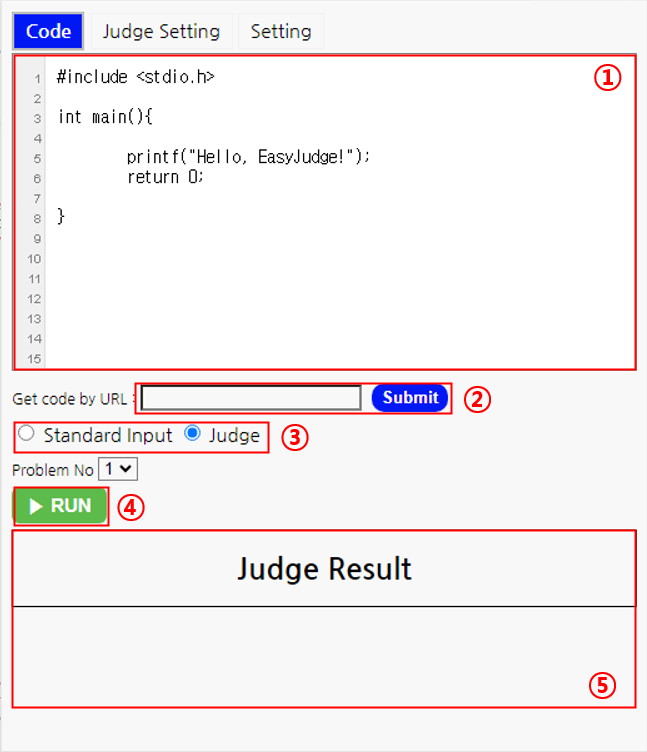 Code Judge Setting Setting
①
1 #include <stdio.h>
2
3 int main(){
4
5 printf("Hello, EasyJudge!");
6 return 0;
7
8 }
9
10
11
12
13
14
15
Get code by URL : Submit ②
Standard Input Judge ③
Problem No 1
RUN ④
Judge Result
⑤